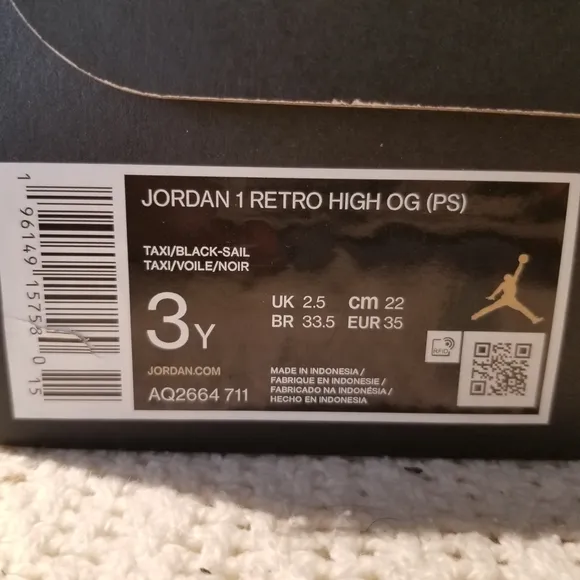 JORDAN 1 RETRO HIGH OG (PS)
TAXI/BLACK-SAIL
TAXI/VOILE/NOIR
3Y
UK 2.5 cm 22
BR 33.5 EUR 35
RFID
JORDAN.COM
AQ2664 711
MADE IN INDONESIA /
FABRIQUE EN INDONESIE /
FABRICADO NA INDONÉSIA /
HECHO EN INDONESIA
1 96149 15758 0 15